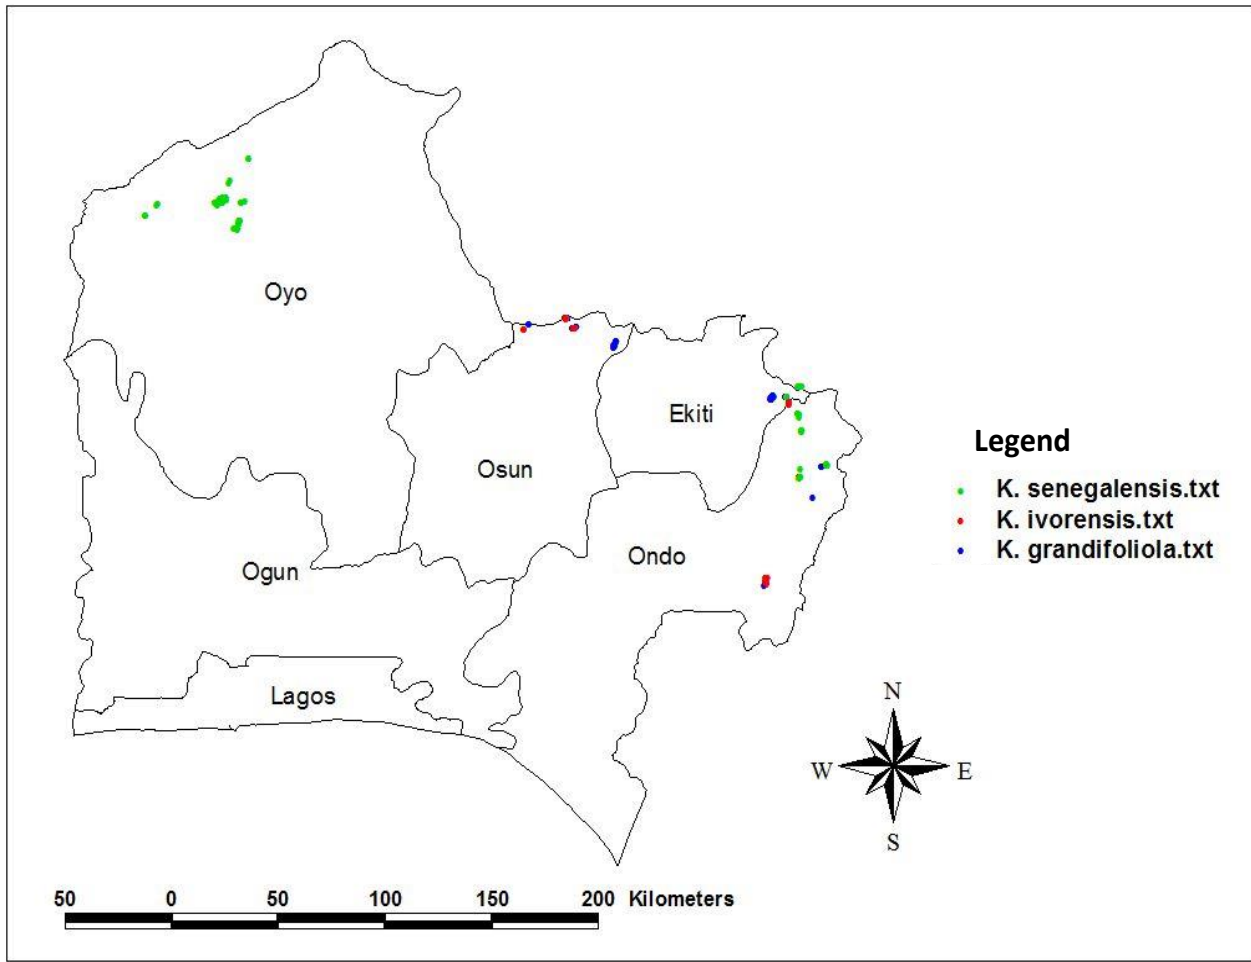 Oyo
Ekiti
Legend
Osun
K. senegalensis.txt
K. ivorensis.txt
K. grandifoliola.txt
Ondo
Ogun
Lagos
N
W E
S
50 0 50 100 150 200 Kilometers